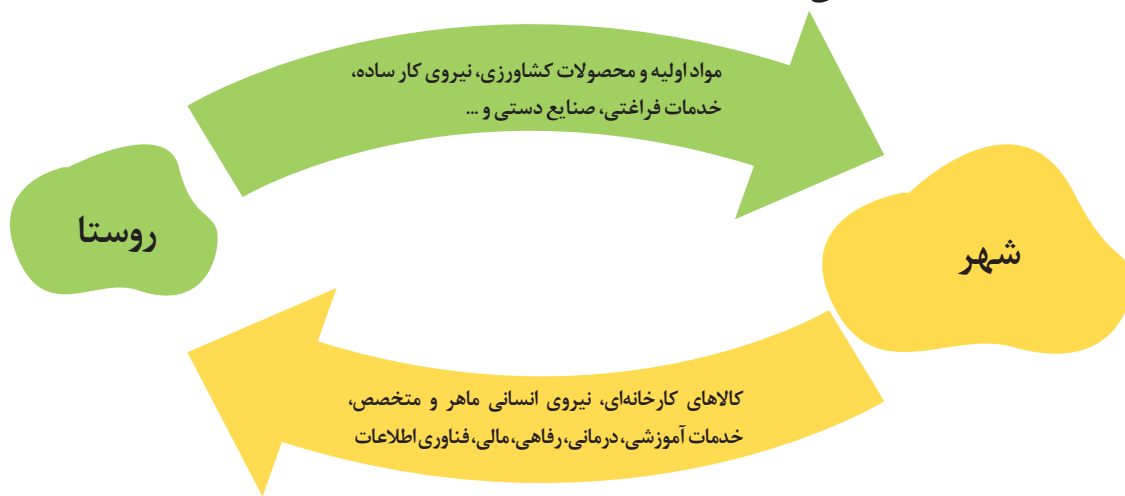 مواد اولیه و محصولات کشاورزی، نیروی کار ساده،
خدمات فراغتی، صنایع دستی و ...
روستا
شهر
کالاهای کارخانه‌ای، نیروی انسانی ماهر و متخصص،
خدمات آموزشی، درمانی، رفاهی، مالی، فناوری اطلاعات